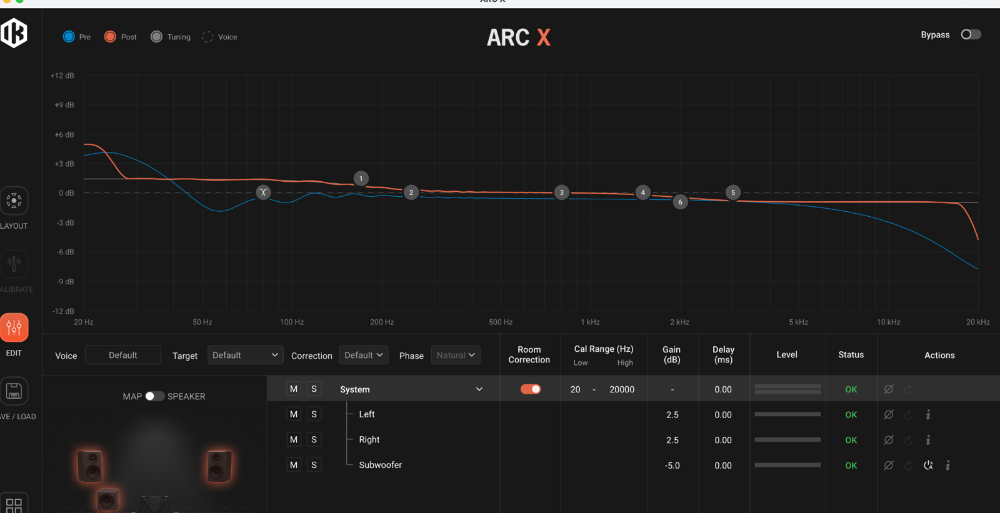 Pre Post Tuning Voice
ARC X
Bypass
+12 dB
+9 dB
+6 dB
+3 dB
0 dB
-3 dB
-6 dB
-9 dB
-12 dB
1
2
3
4
6
5
20 Hz 50 Hz 100 Hz 200 Hz 500 Hz 1 kHz 2 kHz 5 kHz 10 kHz 20 kHz
LAYOUT
ALIBRATE
EDIT
VE / LOAD
Voice Default Target Default Correction Default Phase Natural
Room Correction
Cal Range (Hz)
Low High
Gain (dB)
Delay (ms)
Level
Status
Actions
MAP SPEAKER
M S System 20 - 20000 - 0.00 OK
M S Left 2.5 0.00 OK i
M S Right 2.5 0.00 OK i
M S Subwoofer -5.0 0.00 OK A i